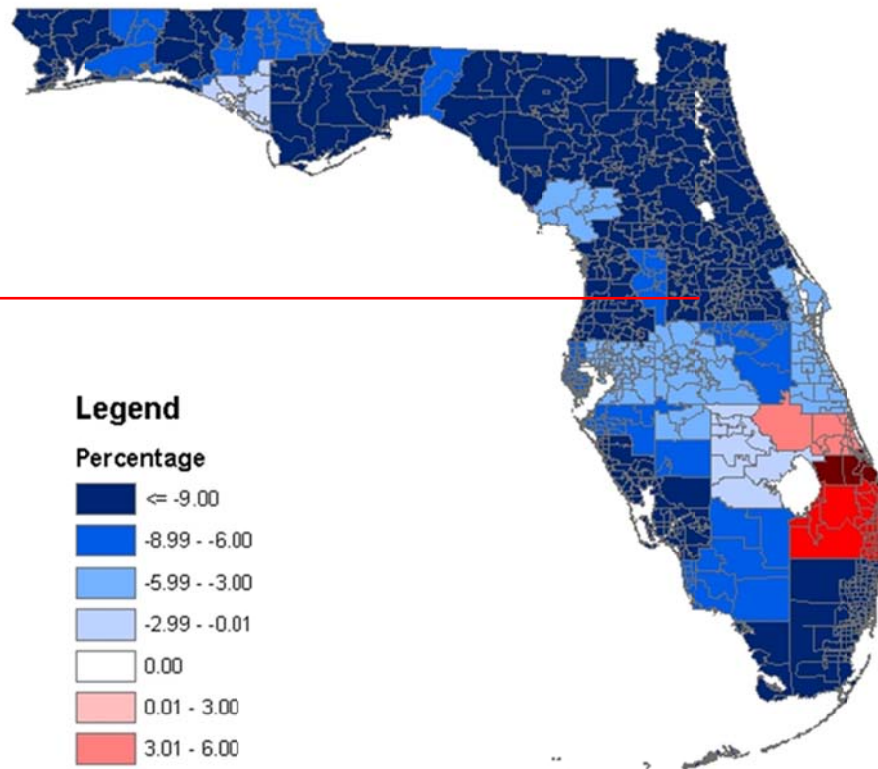 Legend
Percentage
<= -9.00
-8.99 - -6.00
-5.99 - -3.00
-2.99 - -0.01
0.00
0.01 - 3.00
3.01 - 6.00